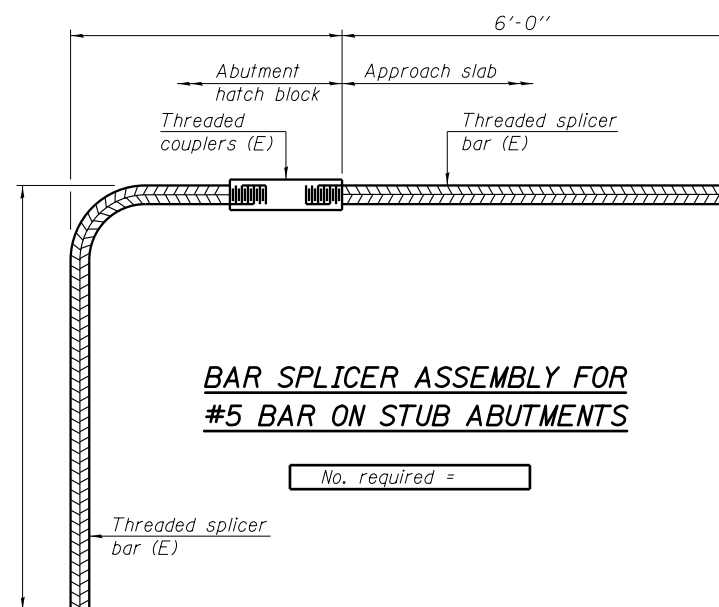 6'-0"
Abutment
hatch block
Approach slab
Threaded
couplers (E)
Threaded splicer
bar (E)
BAR SPLICER ASSEMBLY FOR
#5 BAR ON STUB ABUTMENTS
No. required =
Threaded splicer
bar (E)